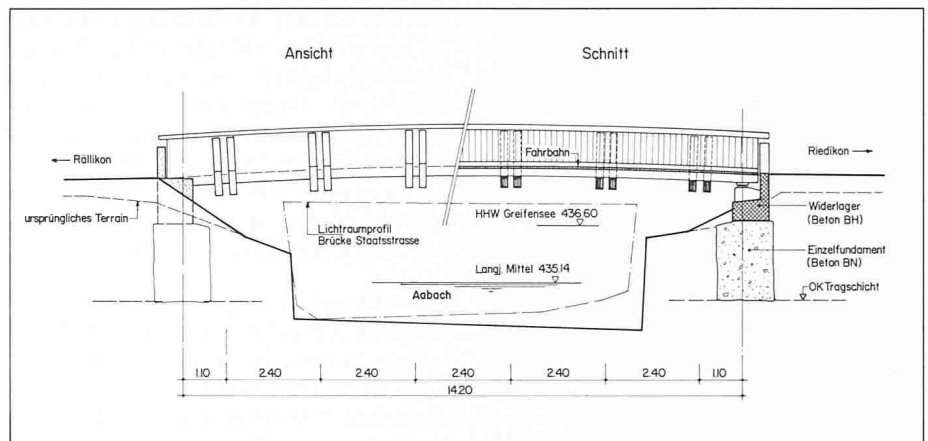 Ansicht
Schnitt
← Rällikon
Riedikon →
Fahrbahn
ursprüngliches Terrain
Lichtraumprofil
Brücke Staatsstrasse
HHW Greifensee 436.60
Widerlager
(Beton BH)
Einzelfundament
(Beton BN)
Langj. Mittel 435.14
Aabach
OK Tragschicht
1.10 2.40 2.40 2.40 2.40 2.40 1.10
14.20